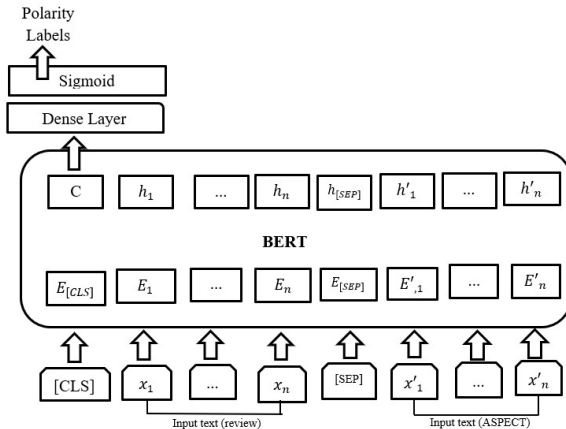 Polarity
Labels
Sigmoid
Dense Layer
C h₁ ... hₙ h[SEP] h'₁ ... h'ₙ
BERT
E[CLS] E₁ ... Eₙ E[SEP] E',₁ ... E'ₙ
[CLS] x₁ ... xₙ [SEP] x'₁ ... x'ₙ
Input text (review) Input text (ASPECT)